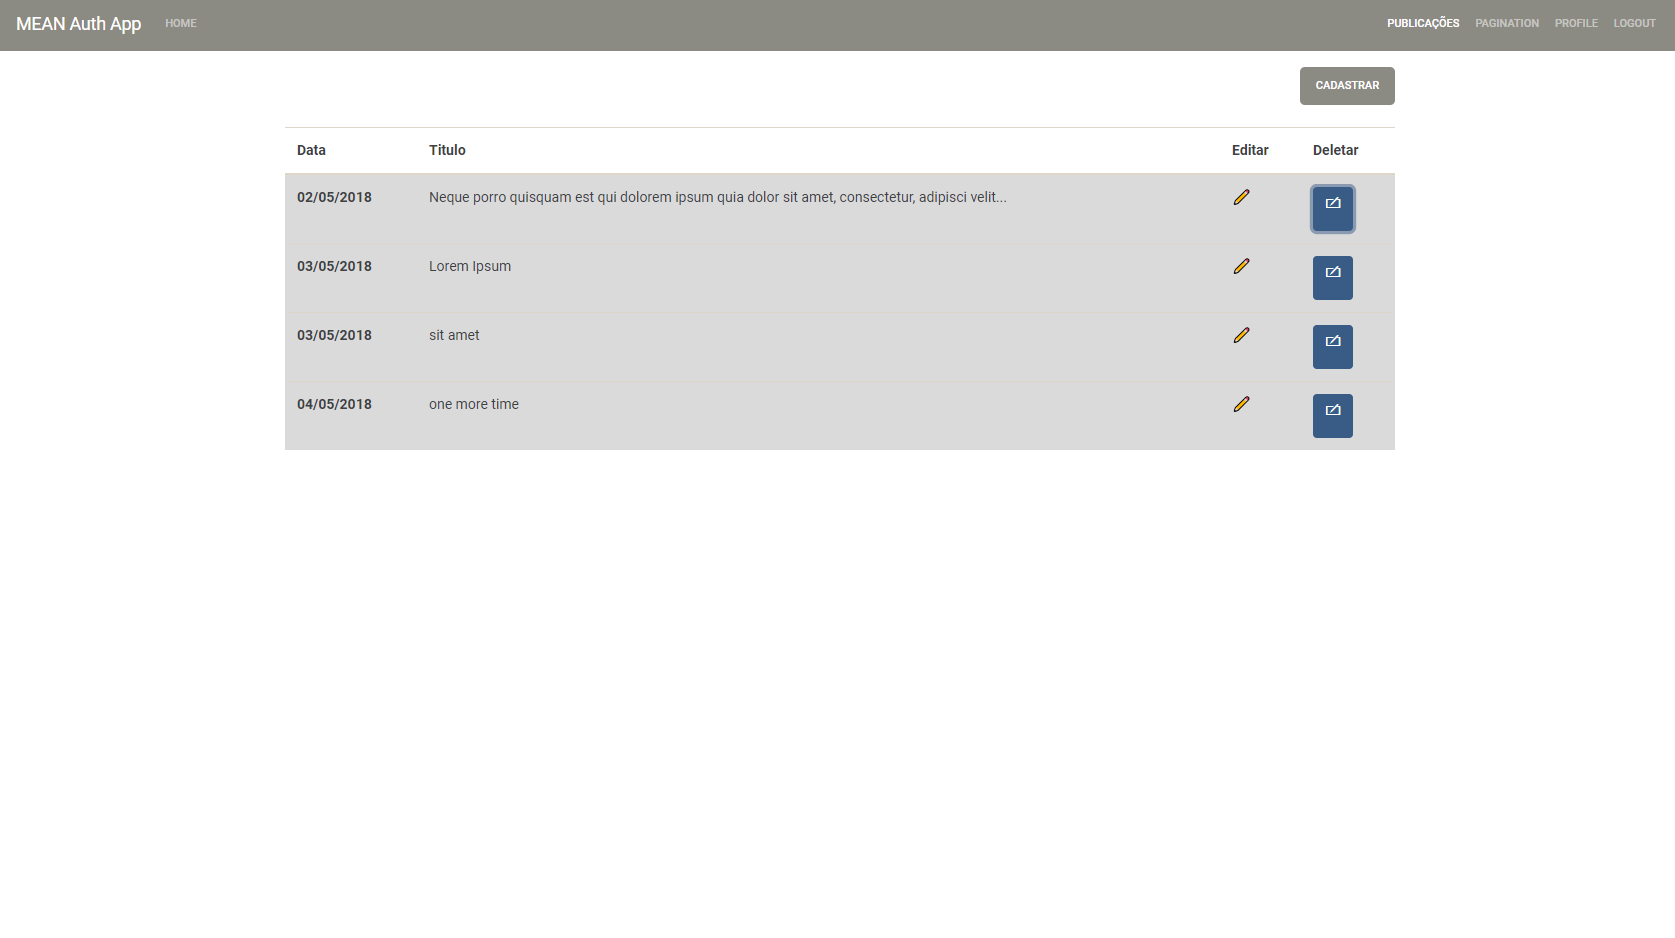 MEAN Auth App HOME PUBLICAÇÕES PAGINATION PROFILE LOGOUT
CADASTRAR
Data Titulo Editar Deletar
02/05/2018 Neque porro quisquam est qui dolorem ipsum quia dolor sit amet, consectetur, adipisci velit...
03/05/2018 Lorem Ipsum
03/05/2018 sit amet
04/05/2018 one more time